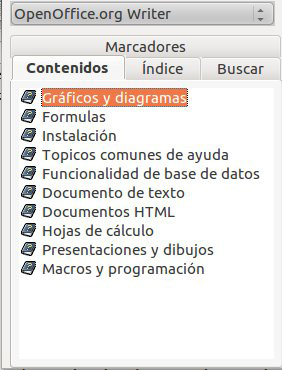 OpenOffice.org Writer
Marcadores
Contenidos Índice Buscar
Gráficos y diagramas
Formulas
Instalación
Topicos comunes de ayuda
Funcionalidad de base de datos
Documento de texto
Documentos HTML
Hojas de cálculo
Presentaciones y dibujos
Macros y programación